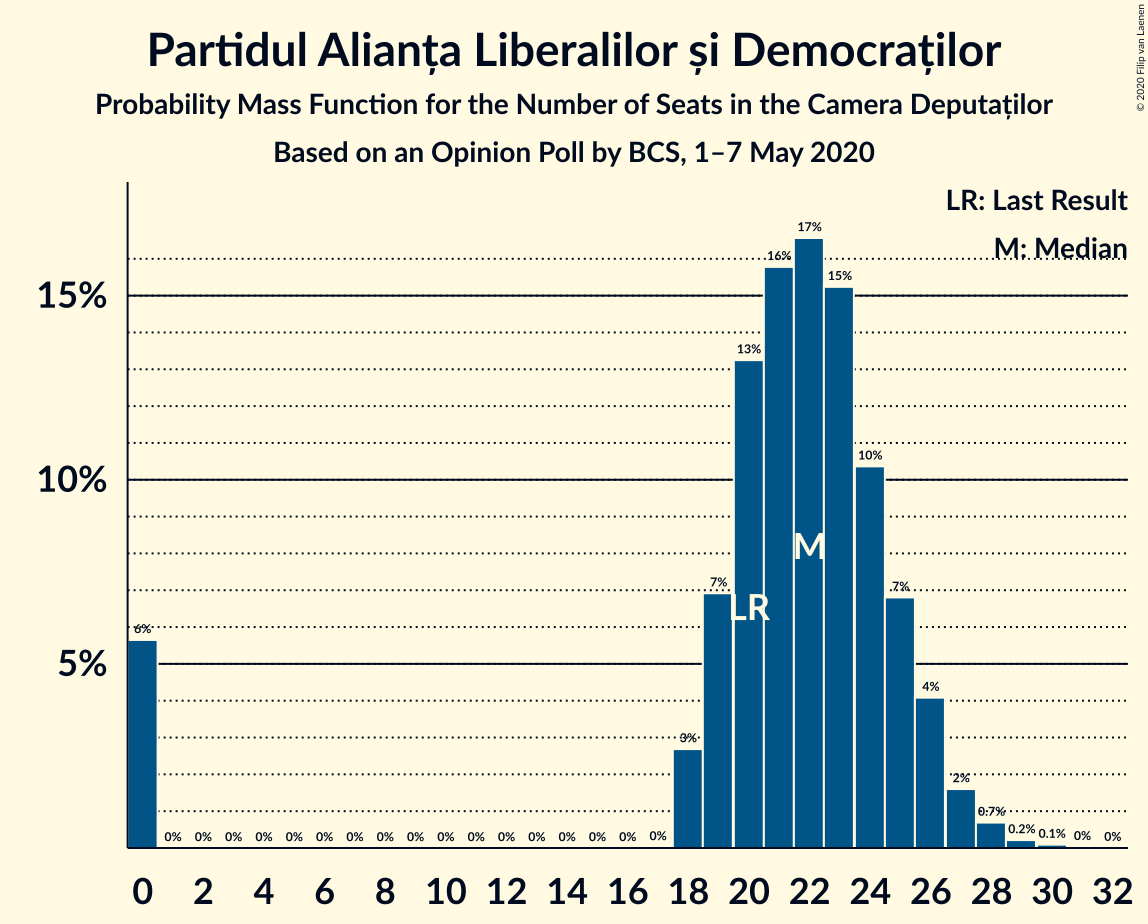 Partidul Alianța Liberalilor și Democraților
Probability Mass Function for the Number of Seats in the Camera Deputaților
Based on an Opinion Poll by BCS, 1–7 May 2020
© 2020 Filip van Laenen
LR: Last Result
M: Median
15%
10%
5%
6% 0% 0% 0% 0% 0% 0% 0% 0% 0% 0% 0% 0% 0% 0% 0% 0% 0% 3% 7% 13% 16% 17% 15% 10% 7% 4% 2% 0.7% 0.2% 0.1% 0% 0%
LR
M
0 2 4 6 8 10 12 14 16 18 20 22 24 26 28 30 32